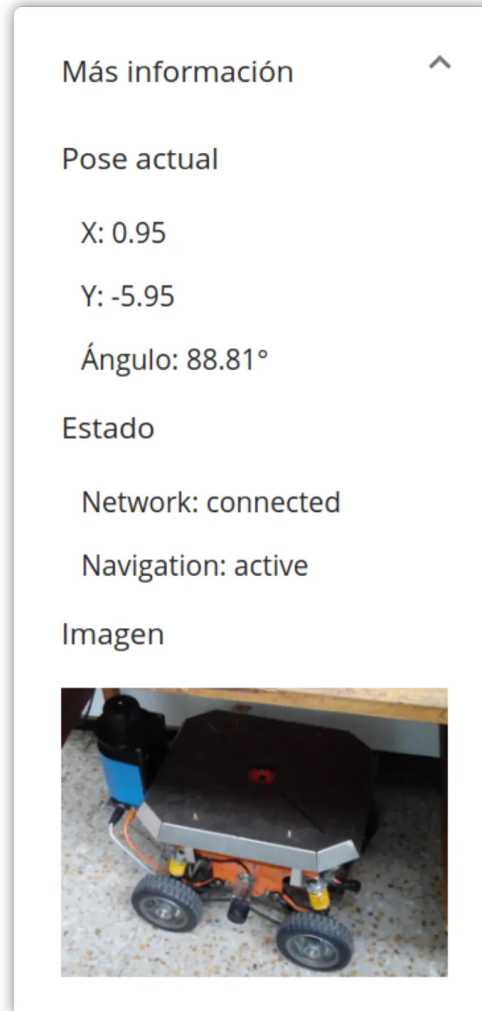 Más información
Pose actual
X: 0.95
Y: -5.95
Ángulo: 88.81°
Estado
Network: connected
Navigation: active
Imagen